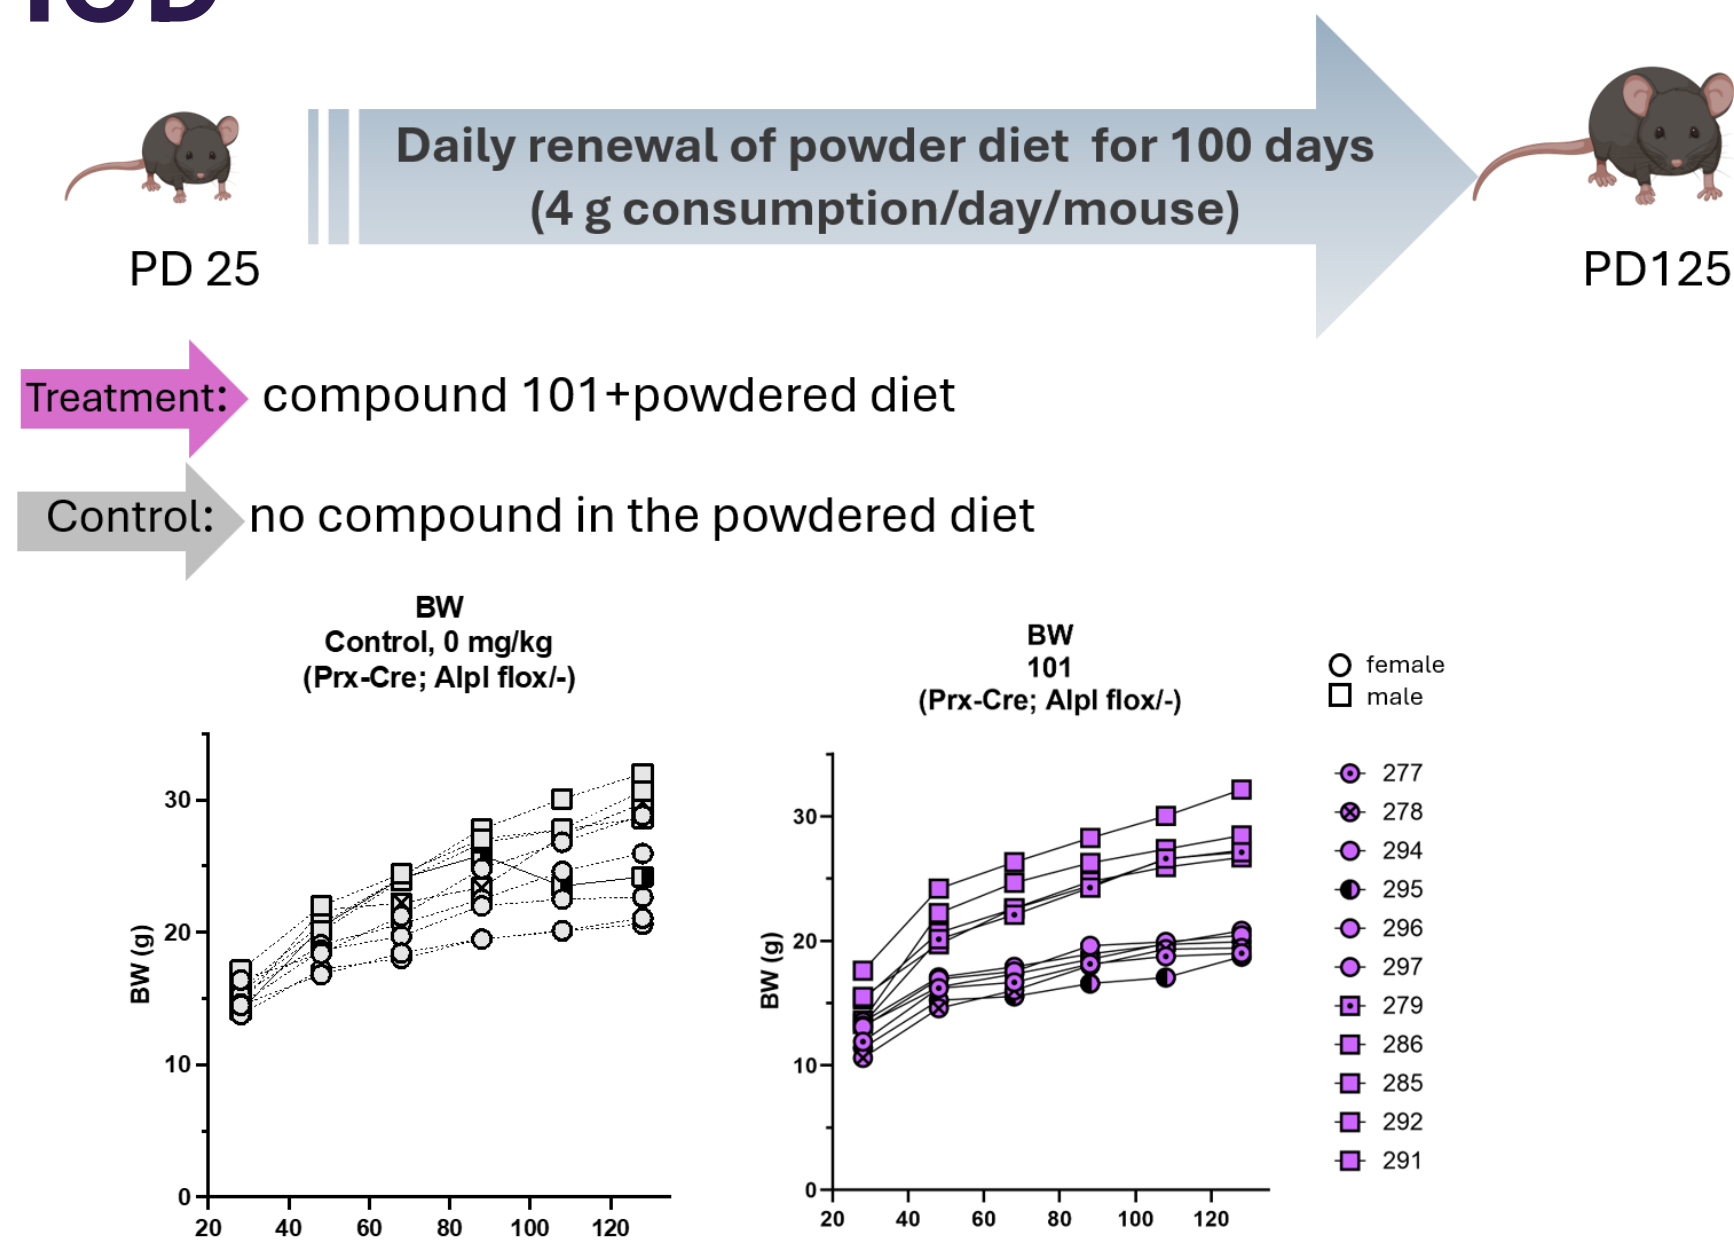 Daily renewal of powder diet for 100 days
(4 g consumption/day/mouse)
PD 25
PD125
Treatment: compound 101+powdered diet
Control: no compound in the powdered diet
BW
Control, 0 mg/kg
(Prx-Cre; Alpl flox/-)
BW (g)
30
20
10
0
20 40 60 80 100 120
BW
101
(Prx-Cre; Alpl flox/-)
BW (g)
30
20
10
0
20 40 60 80 100 120
female
male
277
278
294
295
296
297
279
286
285
292
291